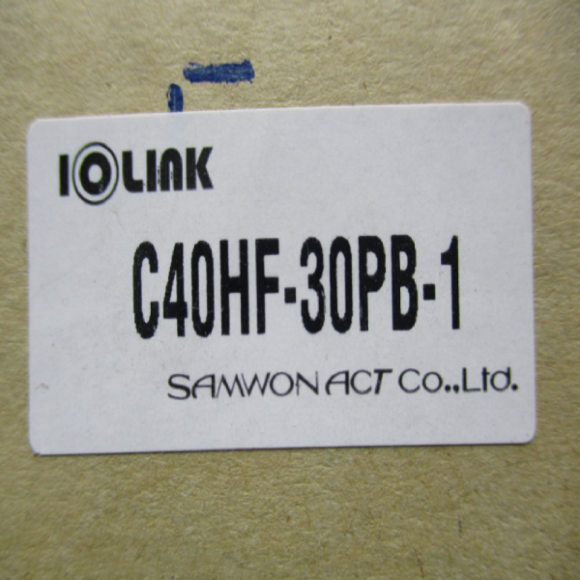 IOLINK
C40HF-30PB-1
SAMWON ACT Co.,Ltd.